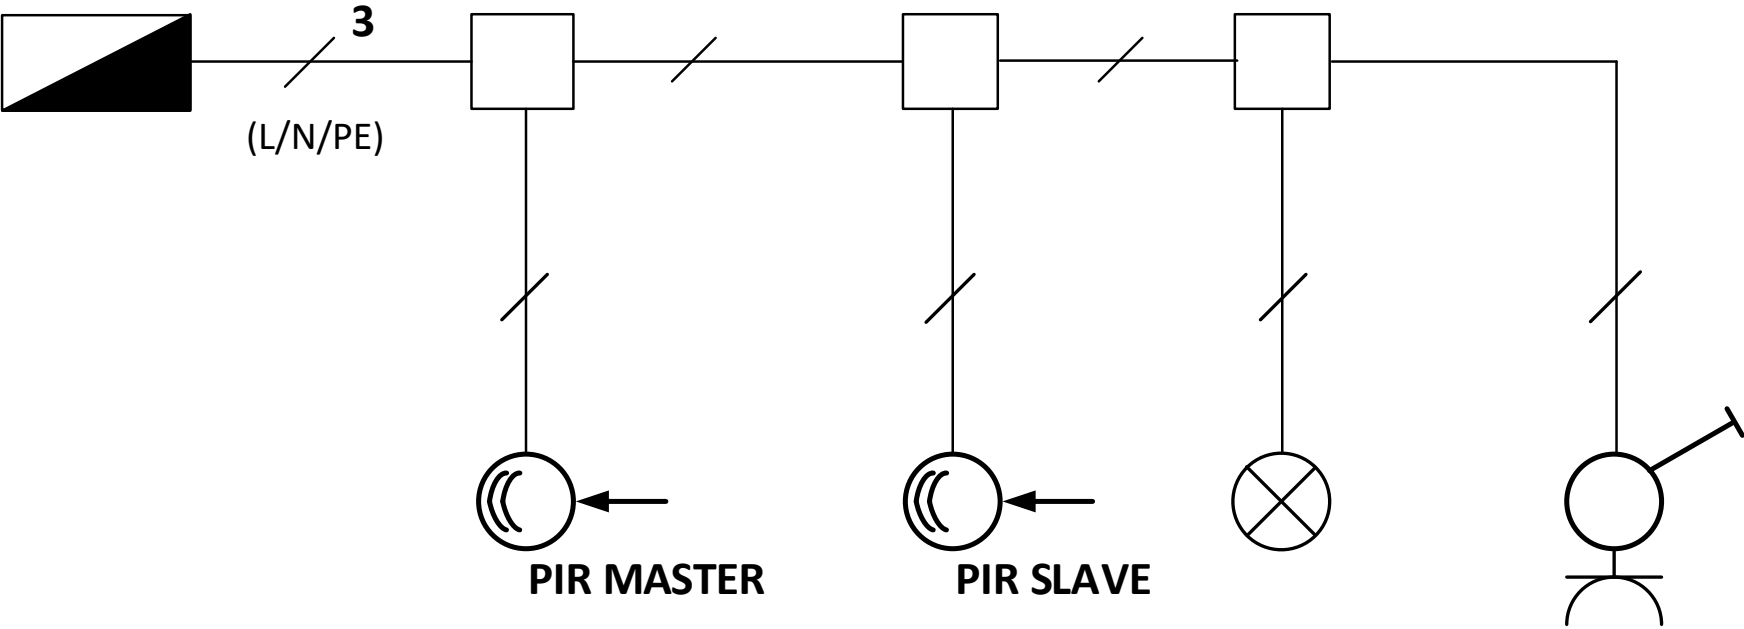 3
(L/N/PE)
PIR MASTER
PIR SLAVE